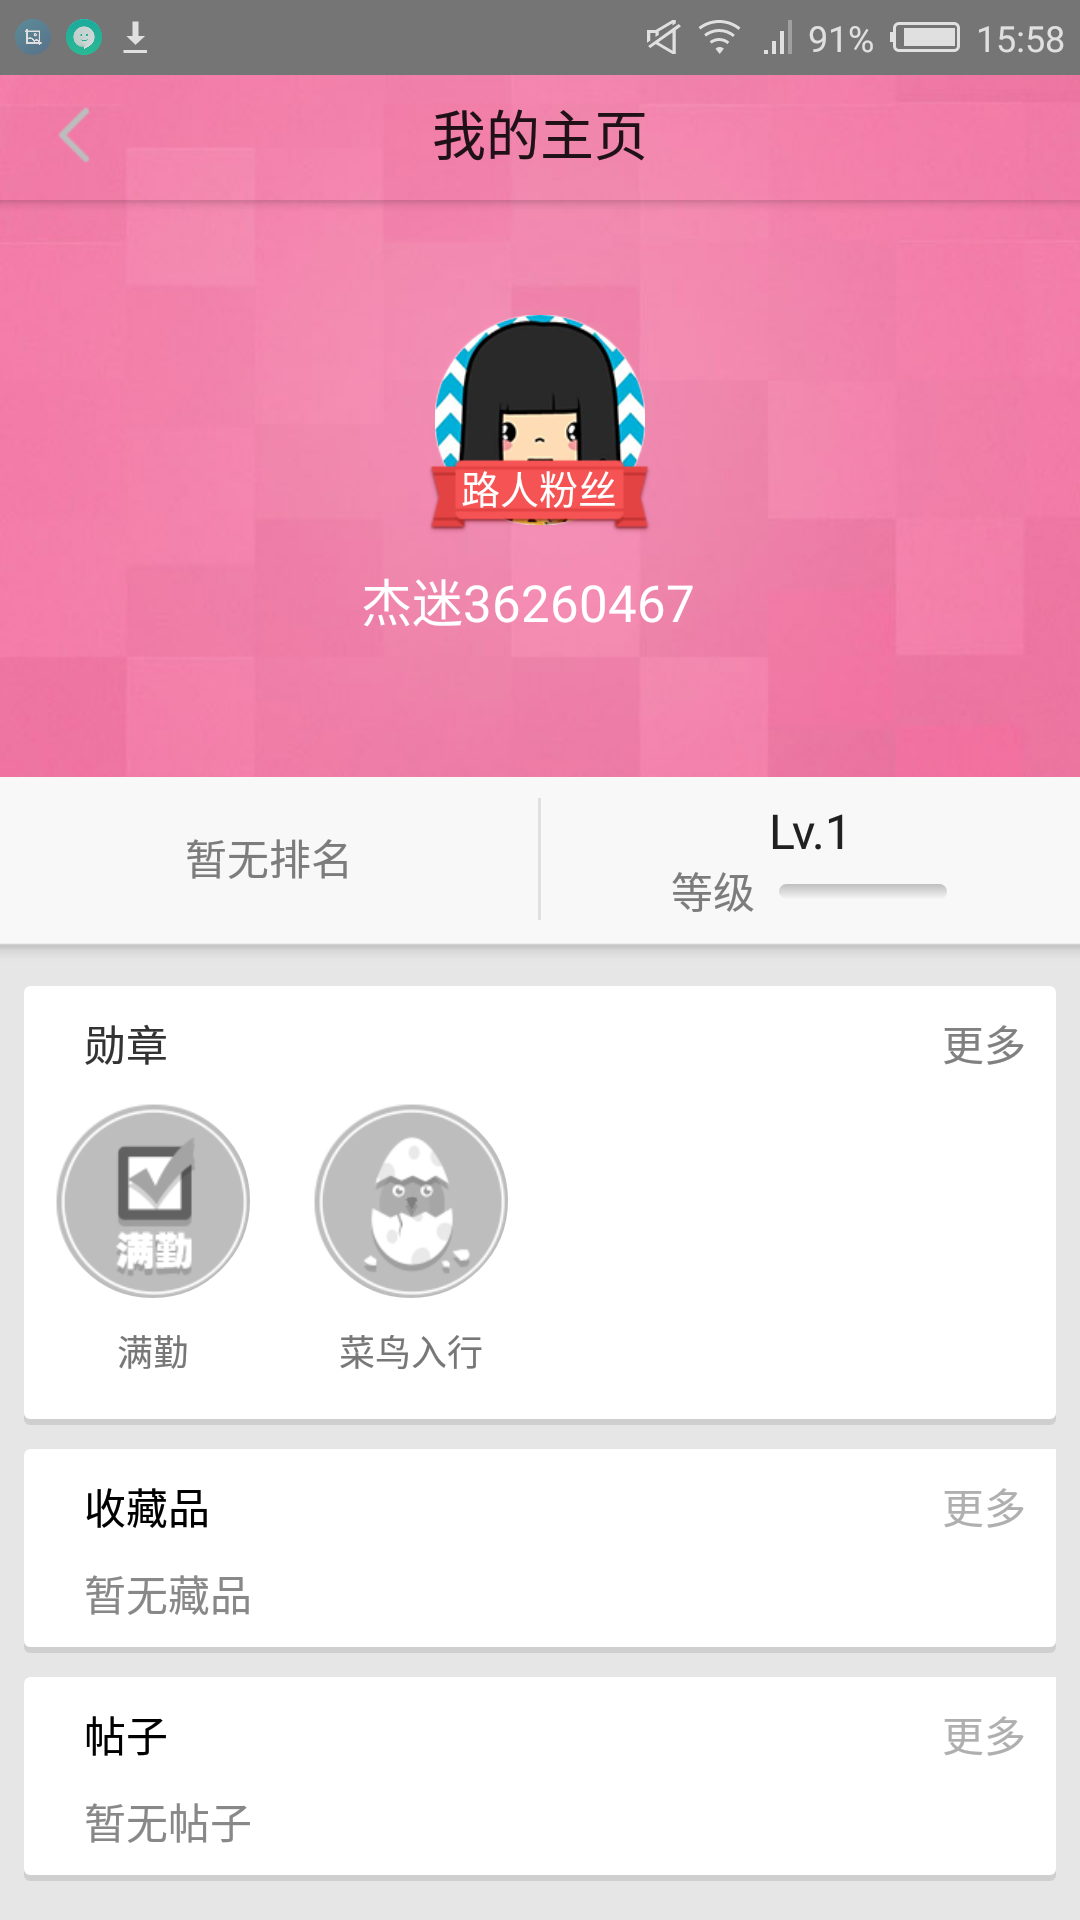 91% 15:58
我的主页
路人粉丝
杰迷36260467
暂无排名
Lv.1
等级
勋章 更多
满勤
满勤 菜鸟入行
收藏品 更多
暂无藏品
帖子 更多
暂无帖子